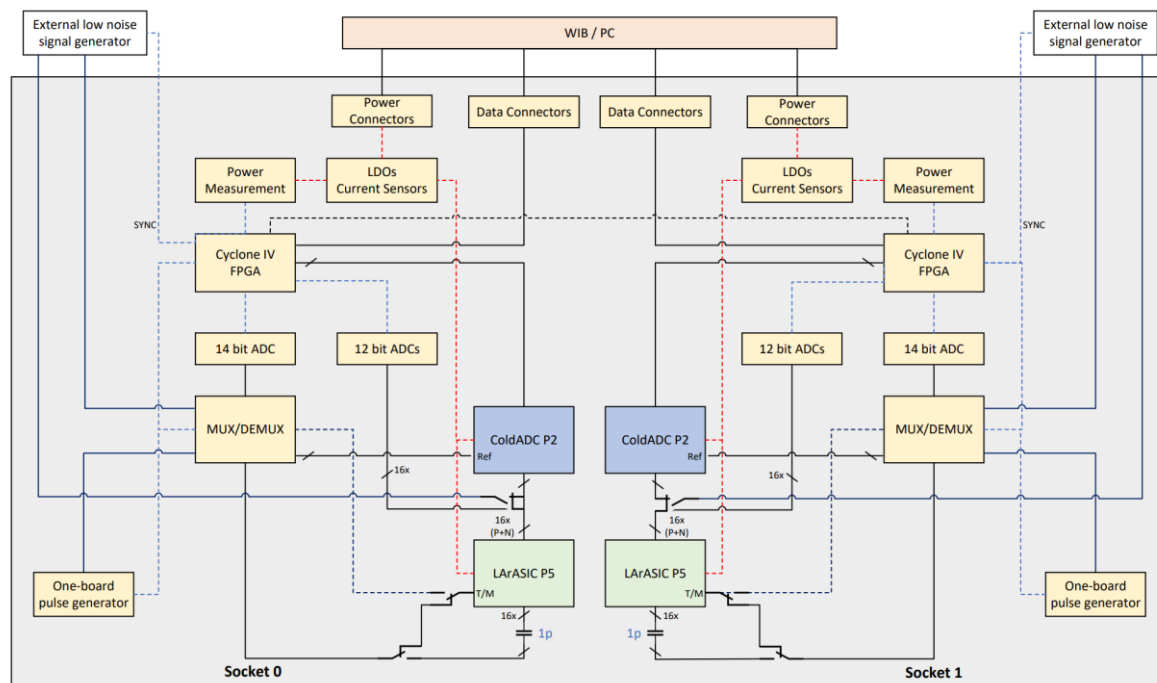 External low noise
signal generator
WIB / PC
External low noise
signal generator
Power
Connectors
Data Connectors
Data Connectors
Power
Connectors
Power
Measurement
LDOs
Current Sensors
LDOs
Current Sensors
Power
Measurement
SYNC
SYNC
Cyclone IV
FPGA
Cyclone IV
FPGA
14 bit ADC
12 bit ADCs
12 bit ADCs
14 bit ADC
MUX/DEMUX
ColdADC P2
Ref
ColdADC P2
Ref
MUX/DEMUX
16x
16x
16x
(P+N)
16x
(P+N)
One-board
pulse generator
LArASIC P5
T/M
LArASIC P5
T/M
One-board
pulse generator
16x
16x
1p
1p
Socket 0
Socket 1